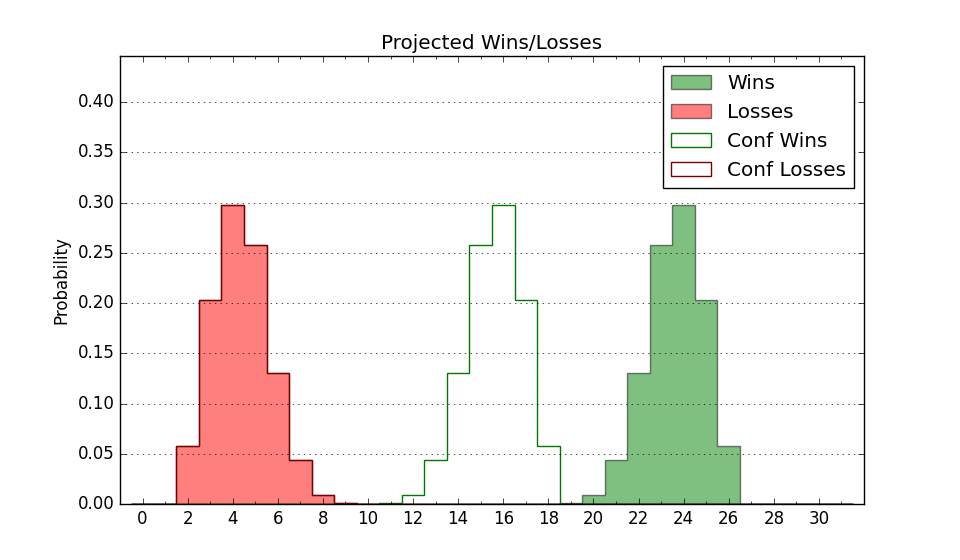 Projected Wins/Losses
Wins
Losses
Conf Wins
Conf Losses
Probability
0.40
0.35
0.30
0.25
0.20
0.15
0.10
0.05
0.00
0 2 4 6 8 10 12 14 16 18 20 22 24 26 28 30